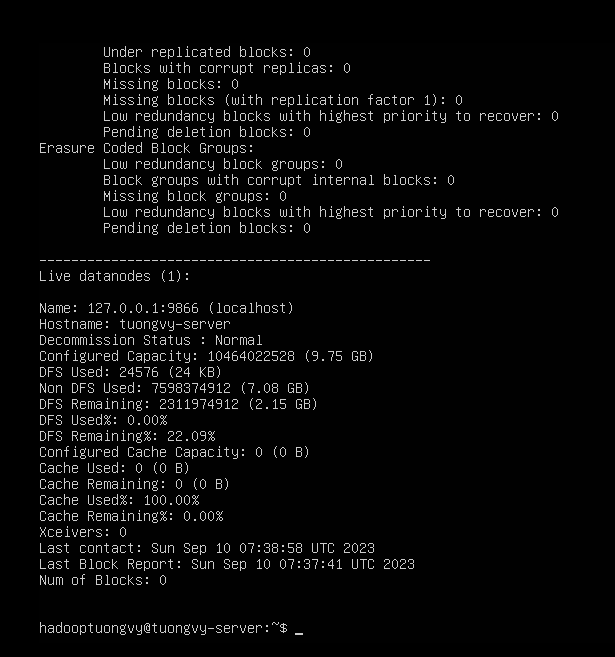 Under replicated blocks: 0
Blocks with corrupt replicas: 0
Missing blocks: 0
Missing blocks (with replication factor 1): 0
Low redundancy blocks with highest priority to recover: 0
Pending deletion blocks: 0
Erasure Coded Block Groups:
Low redundancy block groups: 0
Block groups with corrupt internal blocks: 0
Missing block groups: 0
Low redundancy blocks with highest priority to recover: 0
Pending deletion blocks: 0
-------------------------------------------------
Live datanodes (1):
Name: 127.0.0.1:9866 (localhost)
Hostname: tuongvy-server
Decommission Status : Normal
Configured Capacity: 10464022528 (9.75 GB)
DFS Used: 24576 (24 KB)
Non DFS Used: 7598374912 (7.08 GB)
DFS Remaining: 2311974912 (2.15 GB)
DFS Used%: 0.00%
DFS Remaining%: 22.09%
Configured Cache Capacity: 0 (0 B)
Cache Used: 0 (0 B)
Cache Remaining: 0 (0 B)
Cache Used%: 100.00%
Cache Remaining%: 0.00%
Xceivers: 0
Last contact: Sun Sep 10 07:38:58 UTC 2023
Last Block Report: Sun Sep 10 07:37:41 UTC 2023
Num of Blocks: 0
hadooptuongvy@tuongvy-server:~$ _